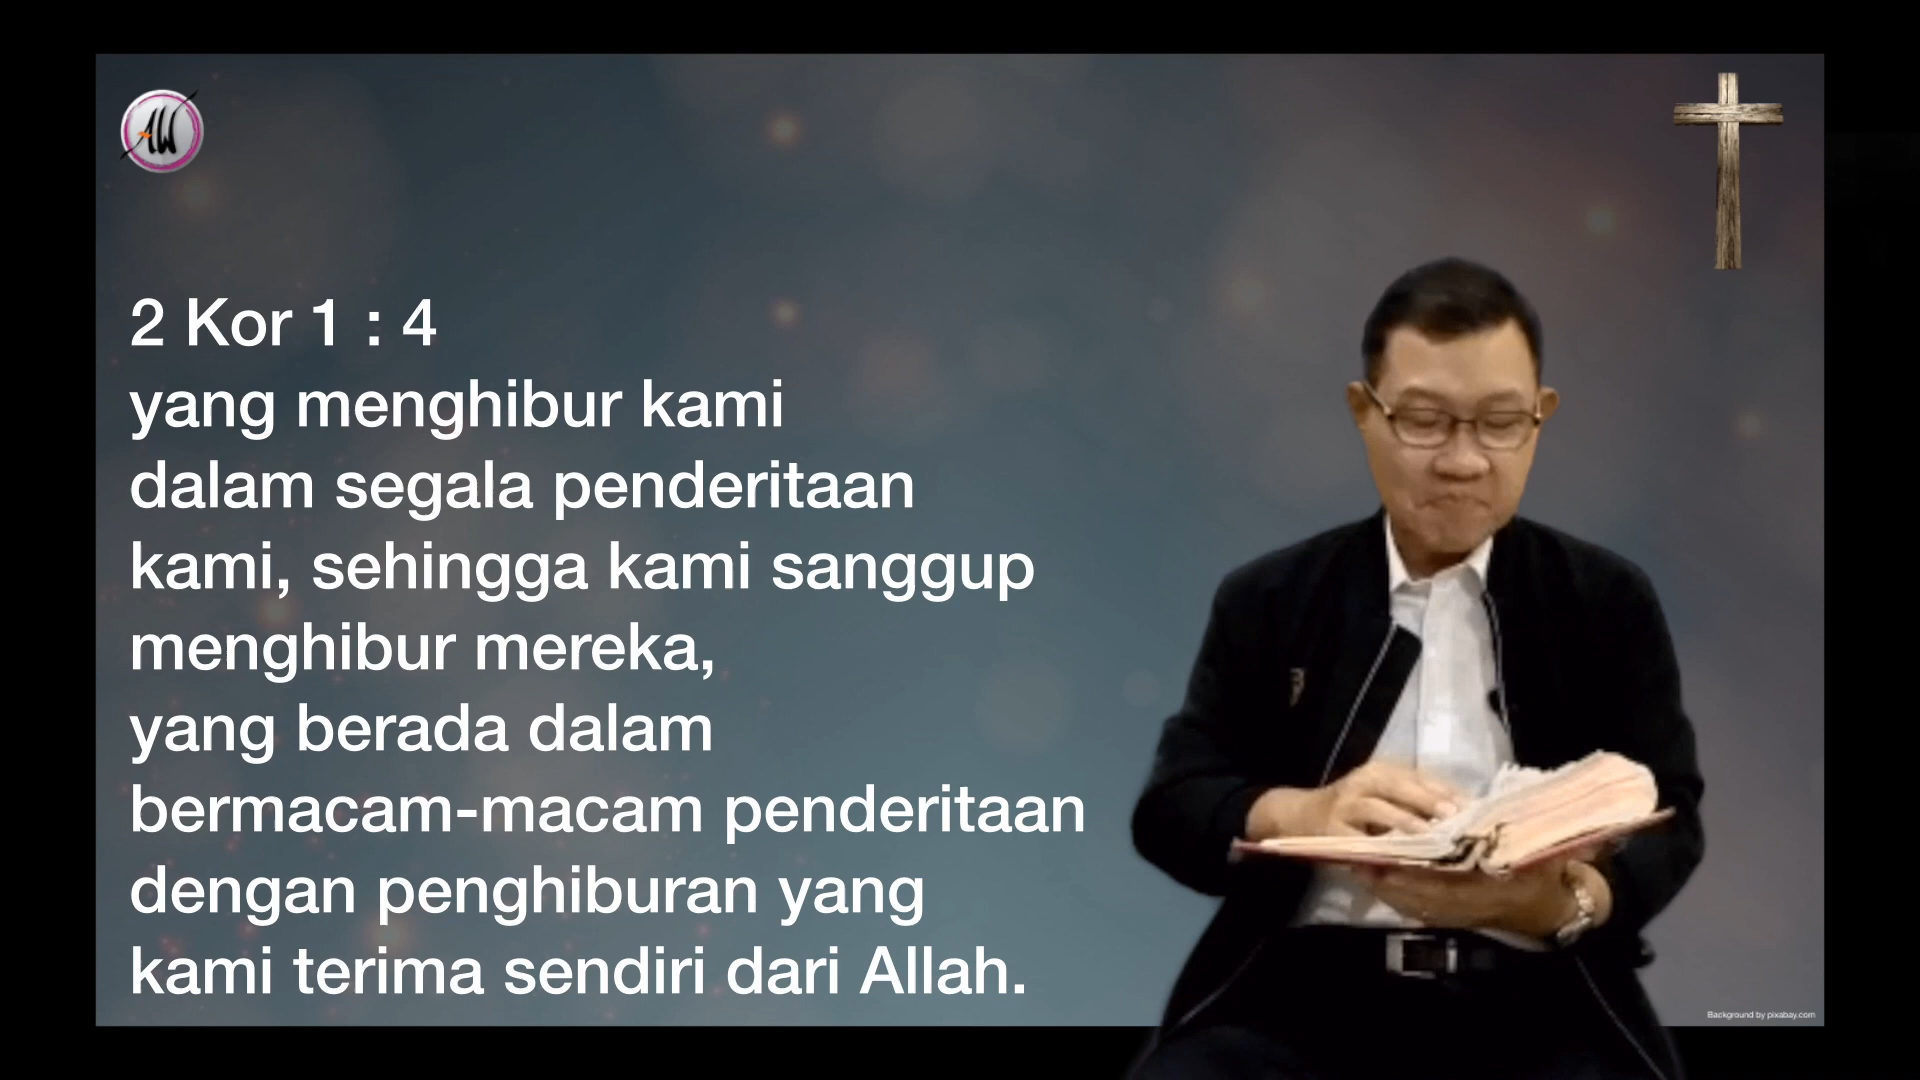 AW
2 Kor 1 : 4
yang menghibur kami
dalam segala penderitaan
kami, sehingga kami sanggup
menghibur mereka,
yang berada dalam
bermacam-macam penderitaan
dengan penghiburan yang
kami terima sendiri dari Allah.
Background by pixabay.com